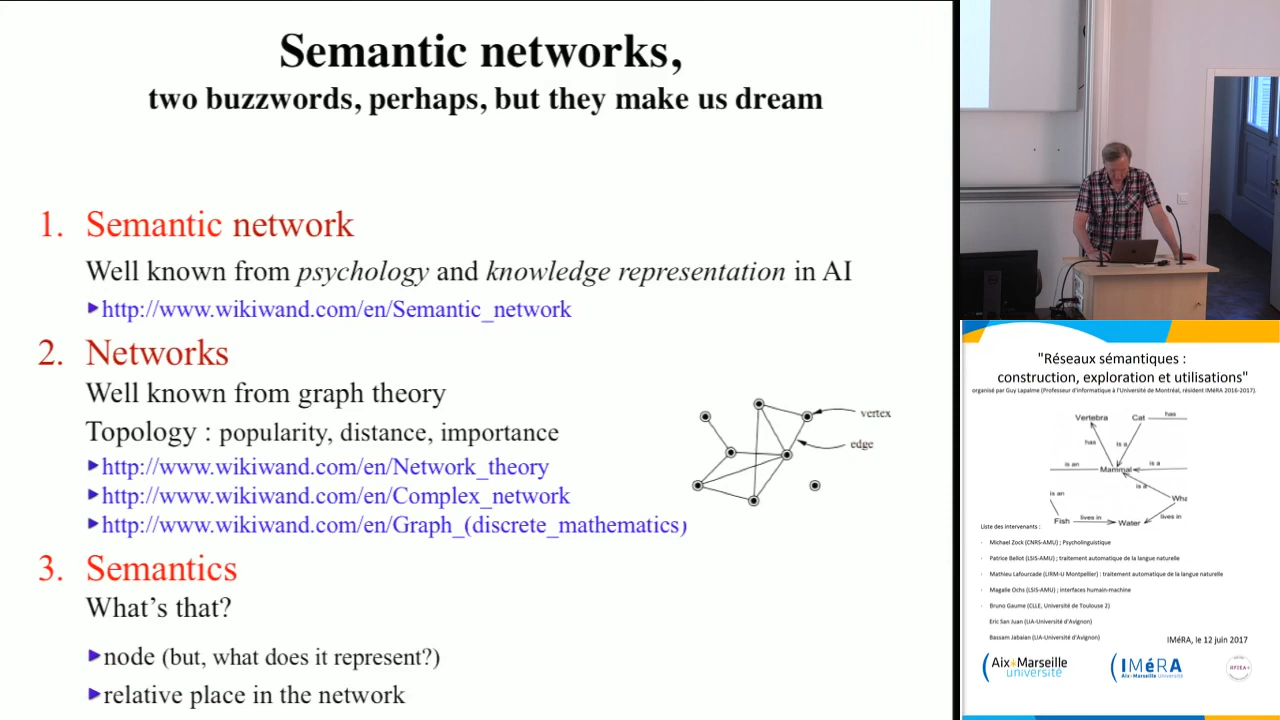 Semantic networks,
two buzzwords, perhaps, but they make us dream
1. Semantic network
Well known from psychology and knowledge representation in AI
http://www.wikiwand.com/en/Semantic_network
2. Networks
Well known from graph theory
Topology : popularity, distance, importance
http://www.wikiwand.com/en/Network_theory
http://www.wikiwand.com/en/Complex_network
http://www.wikiwand.com/en/Graph_(discrete_mathematics)
vertex
edge
3. Semantics
What's that?
node (but, what does it represent?)
relative place in the network
"Réseaux sémantiques :
construction, exploration et utilisations"
organisé par Guy Lapalme (Professeur d'informatique à l'Université de Montréal, résident IMéRA 2016-2017).
Vertebra
Cat
has
has
is a
is an
Mammal
is a
is a
is an
Wha
Fish
lives in
Water
lives in
Liste des intervenants :
- Michael Zock (CNRS-AMU) ; Psycholinguistique
- Patrice Bellot (LSIS-AMU) ; traitement automatique de la langue naturelle
- Mathieu Lafourcade (LIRM-U Montpellier) : traitement automatique de la langue naturelle
- Magalie Ochs (LSIS-AMU) ; interfaces humain-machine
- Bruno Gaume (CLLE, Université de Toulouse 2)
Eric San Juan (LIA-Université d'Avignon)
Bassam Jabaian (LIA-Université d'Avignon)
IMéRA, le 12 juin 2017
Aix*Marseille
université
IMéRA
Aix*Marseille Université
RFIEA+